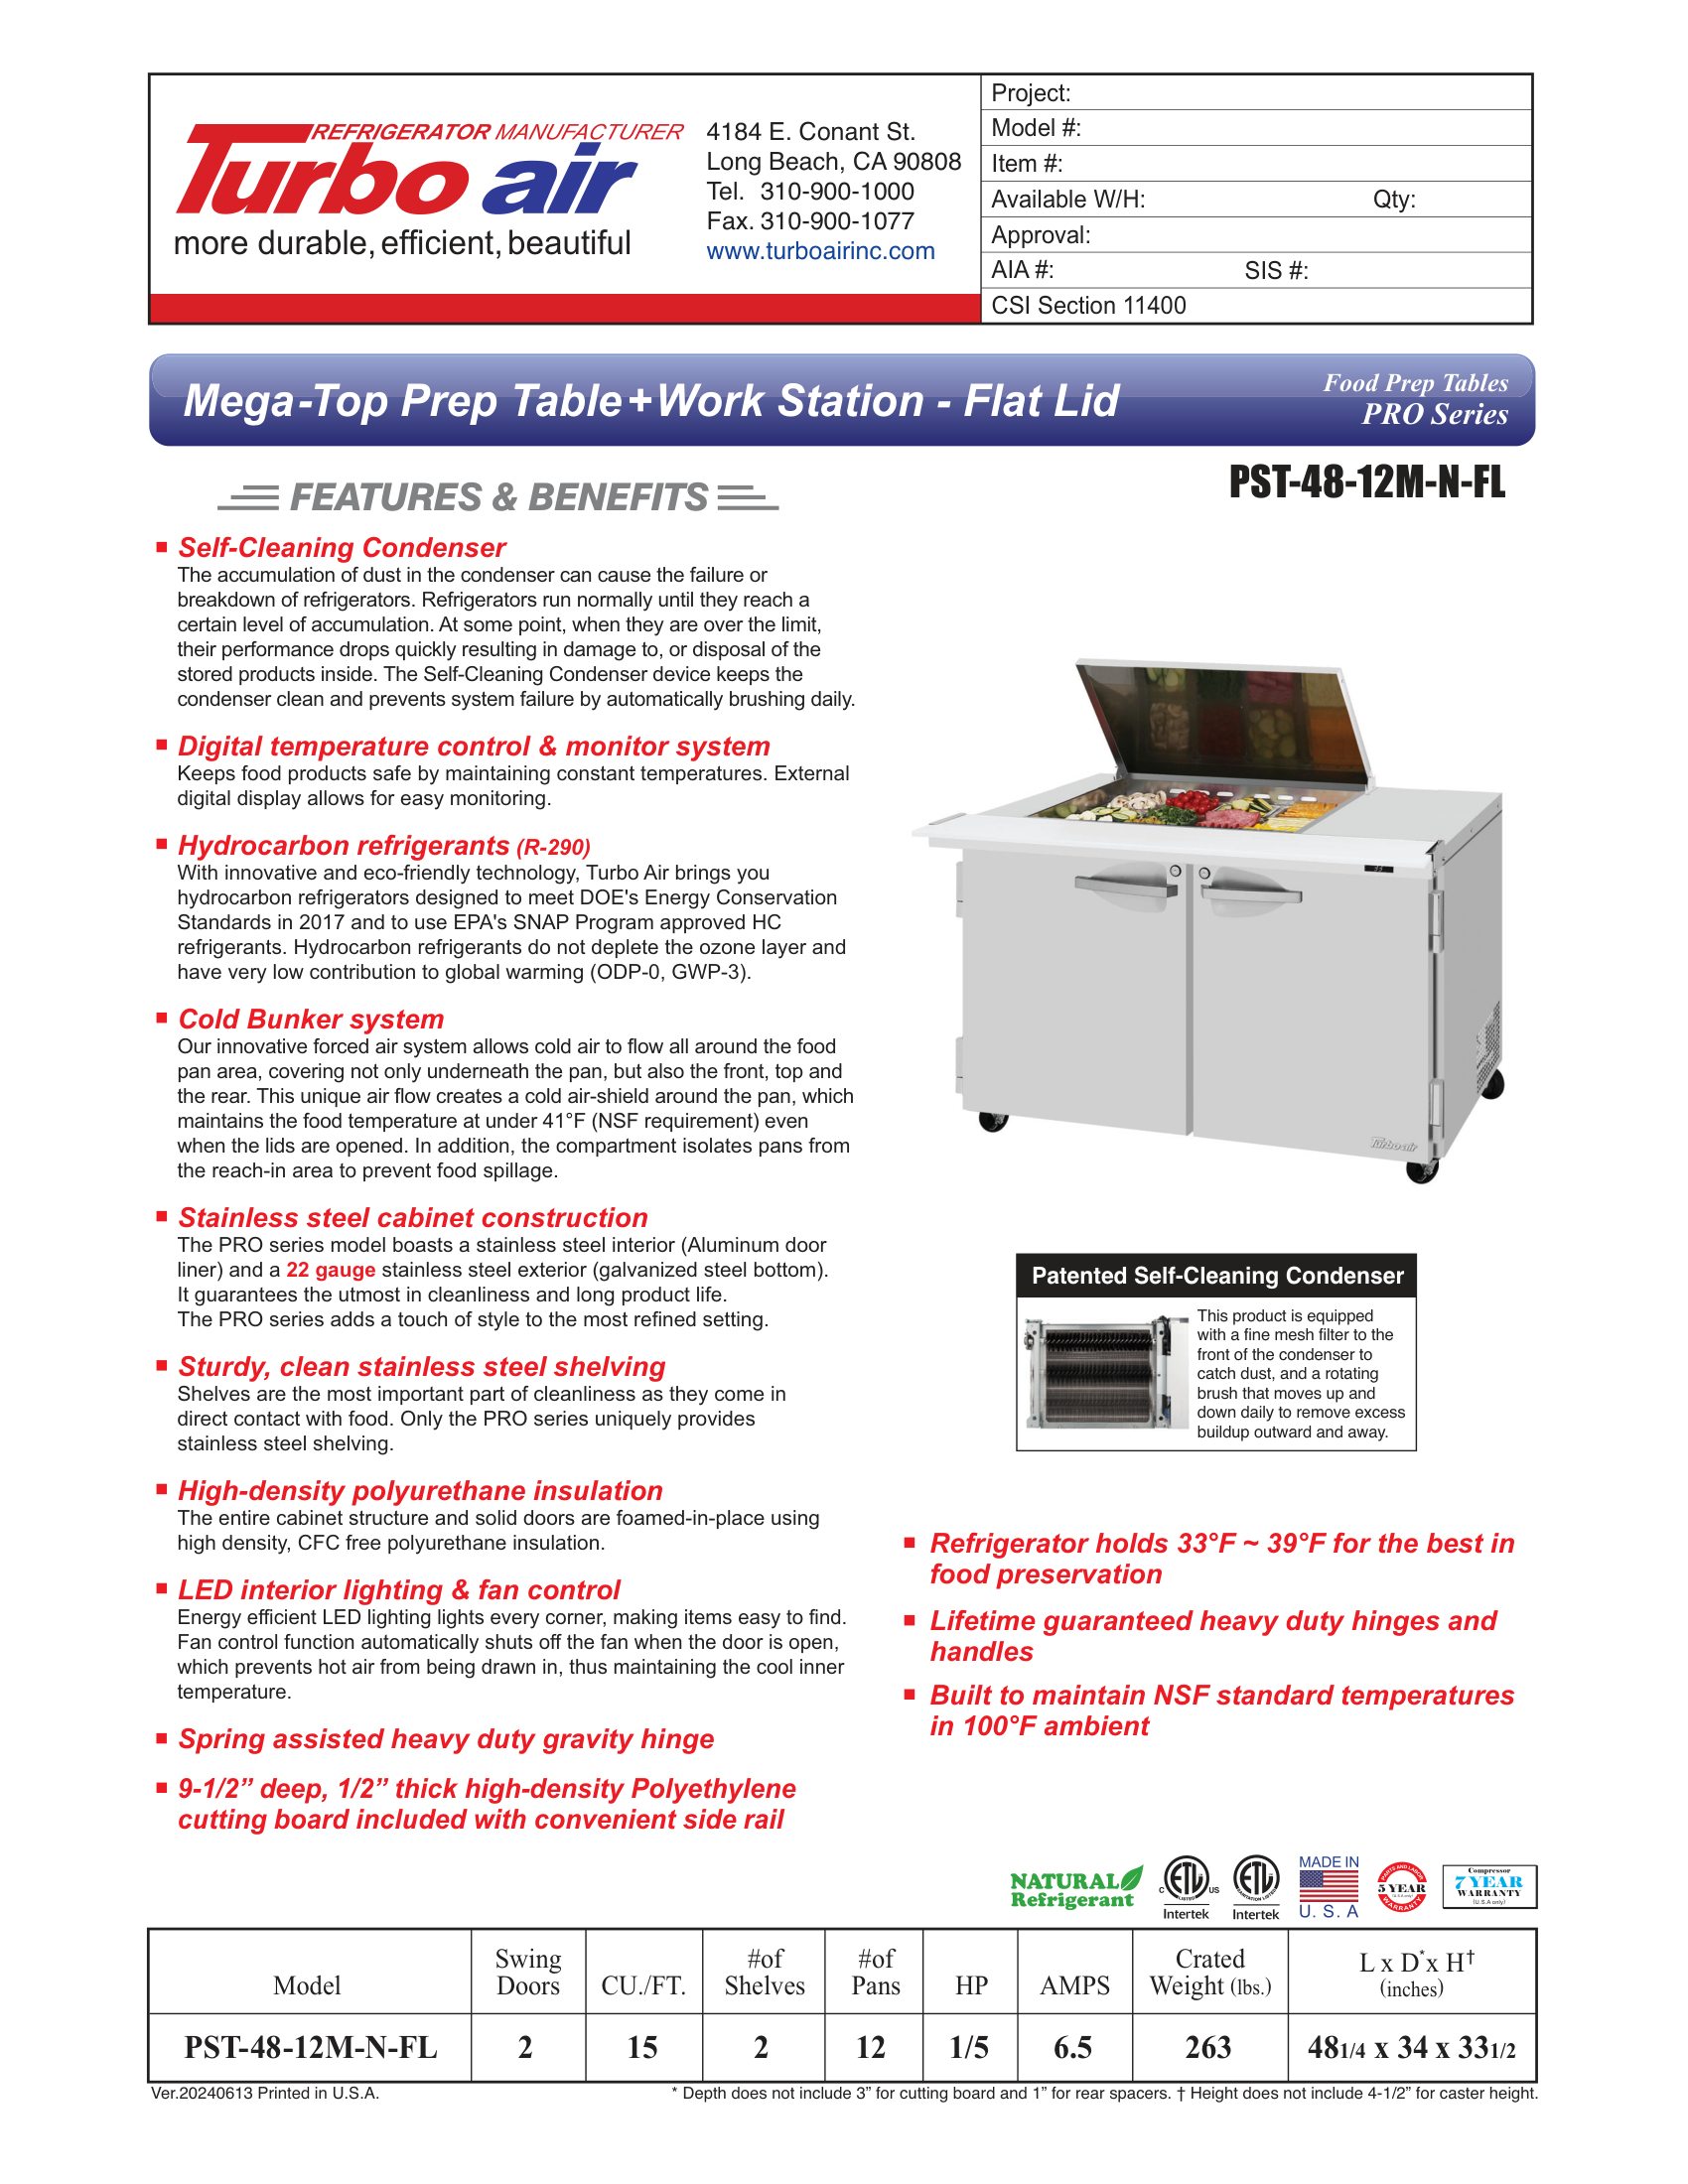 REFRIGERATOR MANUFACTURER
Turbo air
more durable, efficient, beautiful
4184 E. Conant St.
Long Beach, CA 90808
Tel. 310-900-1000
Fax. 310-900-1077
www.turboairinc.com
Project:
Model #:
Item #:
Available W/H: Qty:
Approval:
AIA #: SIS #:
CSI Section 11400
Mega-Top Prep Table+Work Station - Flat Lid
Food Prep Tables
PRO Series
PST-48-12M-N-FL
FEATURES & BENEFITS
Self-Cleaning Condenser
The accumulation of dust in the condenser can cause the failure or
breakdown of refrigerators. Refrigerators run normally until they reach a
certain level of accumulation. At some point, when they are over the limit,
their performance drops quickly resulting in damage to, or disposal of the
stored products inside. The Self-Cleaning Condenser device keeps the
condenser clean and prevents system failure by automatically brushing daily.
Digital temperature control & monitor system
Keeps food products safe by maintaining constant temperatures. External
digital display allows for easy monitoring.
Hydrocarbon refrigerants (R-290)
With innovative and eco-friendly technology, Turbo Air brings you
hydrocarbon refrigerators designed to meet DOE's Energy Conservation
Standards in 2017 and to use EPA's SNAP Program approved HC
refrigerants. Hydrocarbon refrigerants do not deplete the ozone layer and
have very low contribution to global warming (ODP-0, GWP-3).
Cold Bunker system
Our innovative forced air system allows cold air to flow all around the food
pan area, covering not only underneath the pan, but also the front, top and
the rear. This unique air flow creates a cold air-shield around the pan, which
maintains the food temperature at under 41°F (NSF requirement) even
when the lids are opened. In addition, the compartment isolates pans from
the reach-in area to prevent food spillage.
Stainless steel cabinet construction
The PRO series model boasts a stainless steel interior (Aluminum door
liner) and a 22 gauge stainless steel exterior (galvanized steel bottom).
It guarantees the utmost in cleanliness and long product life.
The PRO series adds a touch of style to the most refined setting.
Sturdy, clean stainless steel shelving
Shelves are the most important part of cleanliness as they come in
direct contact with food. Only the PRO series uniquely provides
stainless steel shelving.
High-density polyurethane insulation
The entire cabinet structure and solid doors are foamed-in-place using
high density, CFC free polyurethane insulation.
LED interior lighting & fan control
Energy efficient LED lighting lights every corner, making items easy to find.
Fan control function automatically shuts off the fan when the door is open,
which prevents hot air from being drawn in, thus maintaining the cool inner
temperature.
Spring assisted heavy duty gravity hinge
9-1/2” deep, 1/2” thick high-density Polyethylene
cutting board included with convenient side rail
Turbo air
Patented Self-Cleaning Condenser
This product is equipped
with a fine mesh filter to the
front of the condenser to
catch dust, and a rotating
brush that moves up and
down daily to remove excess
buildup outward and away.
Refrigerator holds 33°F ~ 39°F for the best in
food preservation
Lifetime guaranteed heavy duty hinges and
handles
Built to maintain NSF standard temperatures
in 100°F ambient
NATURAL
Refrigerant
C ETL US
LISTED
Intertek
ETL
SANITATION LISTED
Intertek
MADE IN
U. S. A
PARTS AND LABOR
5 YEAR
(U.S.A only)
WARRANTY
Compressor
7 YEAR
WARRANTY
(U.S.A only)
Model Swing Doors CU./FT. #of Shelves #of Pans HP AMPS Crated Weight (lbs.) L x D* x H† (inches)
PST-48-12M-N-FL 2 15 2 12 1/5 6.5 263 481/4 x 34 x 331/2
Ver.20240613 Printed in U.S.A.
* Depth does not include 3” for cutting board and 1” for rear spacers. † Height does not include 4-1/2” for caster height.